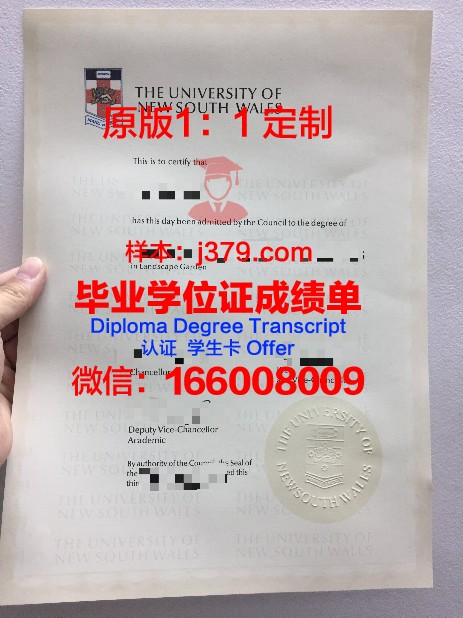 THE UNIVERSITY OF
NEW SOUTH WALES
原版1：1定制
This is to certify that
has this day been admitted by the Council to the degree of
样本：j379.com
in Landscape Garden
毕业学位证成绩单
Diploma Degree Transcript
认证 学生卡 Offer
Chancellor
微信：166008009
Deputy Vice-Chancellor
Academic
By authority of the Council, the Seal of
the
this
THE UNIVERSITY OF
NEW SOUTH WALES